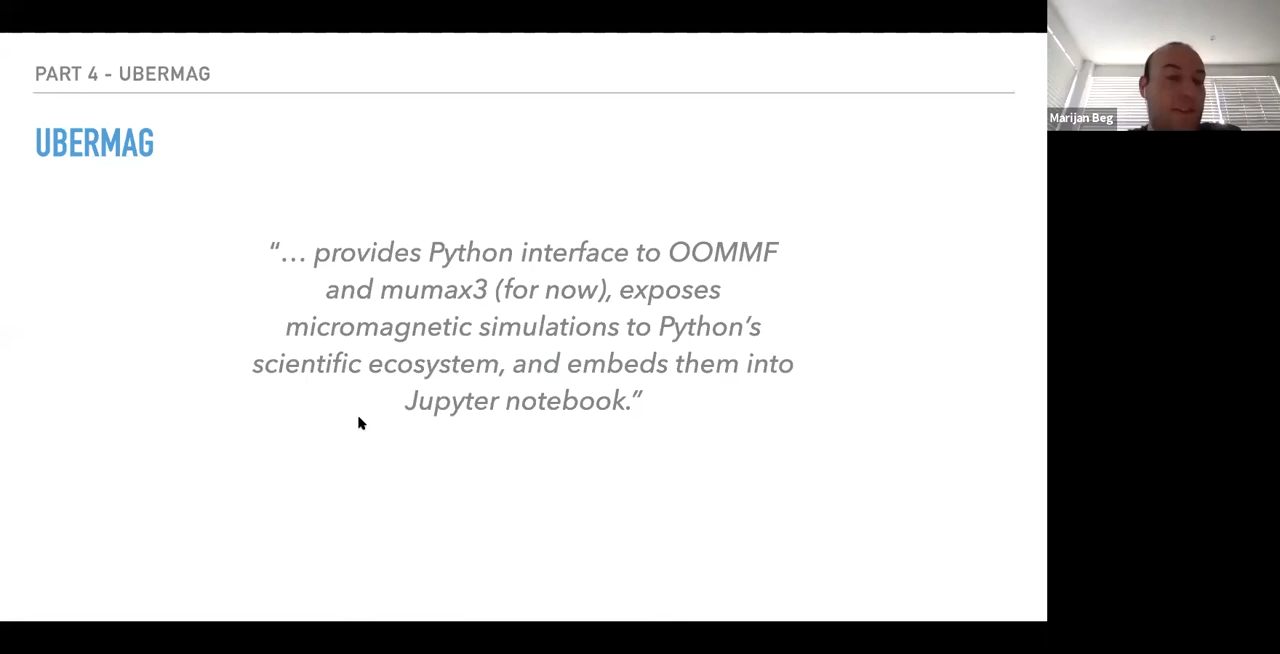 PART 4 - UBERMAG
UBERMAG
“… provides Python interface to OOMMF
and mumax3 (for now), exposes
micromagnetic simulations to Python’s
scientific ecosystem, and embeds them into
Jupyter notebook.”
Marijan Beg